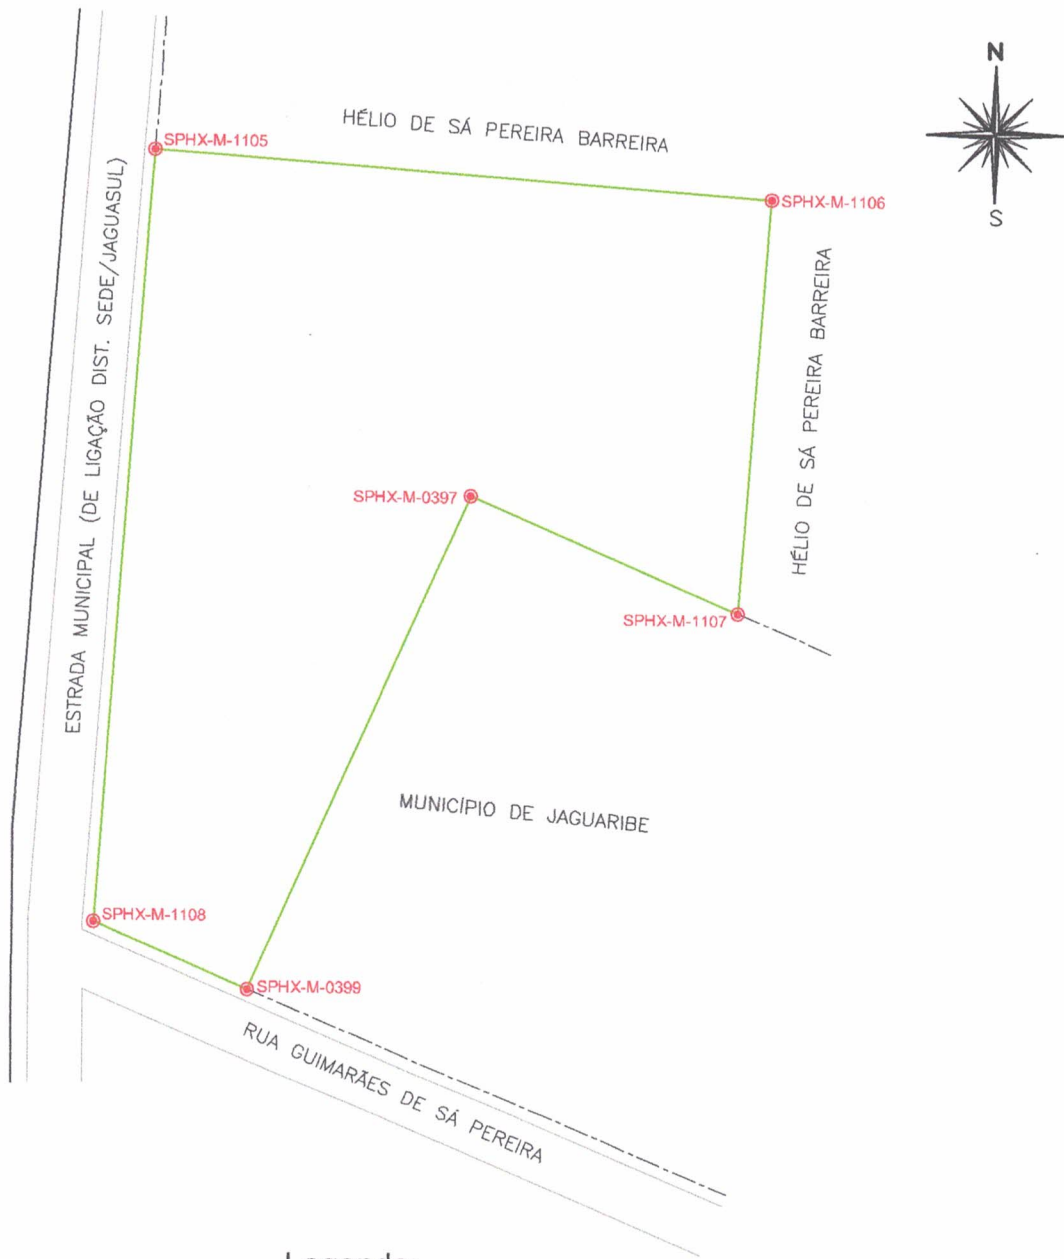 N
S
HÉLIO DE SÁ PEREIRA BARREIRA
SPHX-M-1105
SPHX-M-1106
ESTRADA MUNICIPAL (DE LIGAÇÃO DIST. SEDE/JAGUASUL)
HÉLIO DE SÁ PEREIRA BARREIRA
SPHX-M-0397
SPHX-M-1107
MUNICÍPIO DE JAGUARIBE
SPHX-M-1108
SPHX-M-0399
RUA GUIMARÃES DE SÁ PEREIRA